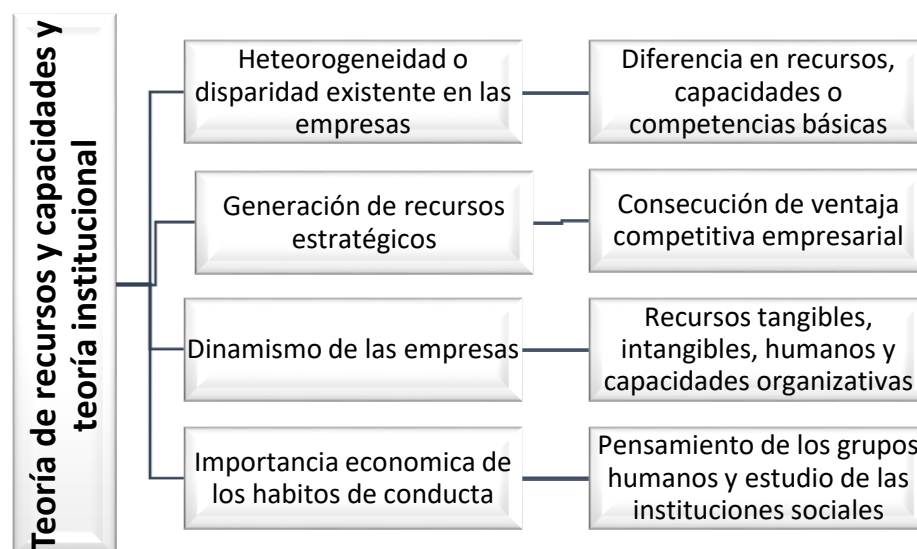 Teoría de recursos y capacidades y
teoría institucional
Heteorogeneidad o
disparidad existente en las
empresas
Diferencia en recursos,
capacidades o
competencias básicas
Generación de recursos
estratégicos
Consecución de ventaja
competitiva empresarial
Dinamismo de las empresas
Recursos tangibles,
intangibles, humanos y
capacidades organizativas
Importancia economica de
los habitos de conducta
Pensamiento de los grupos
humanos y estudio de las
instituciones sociales